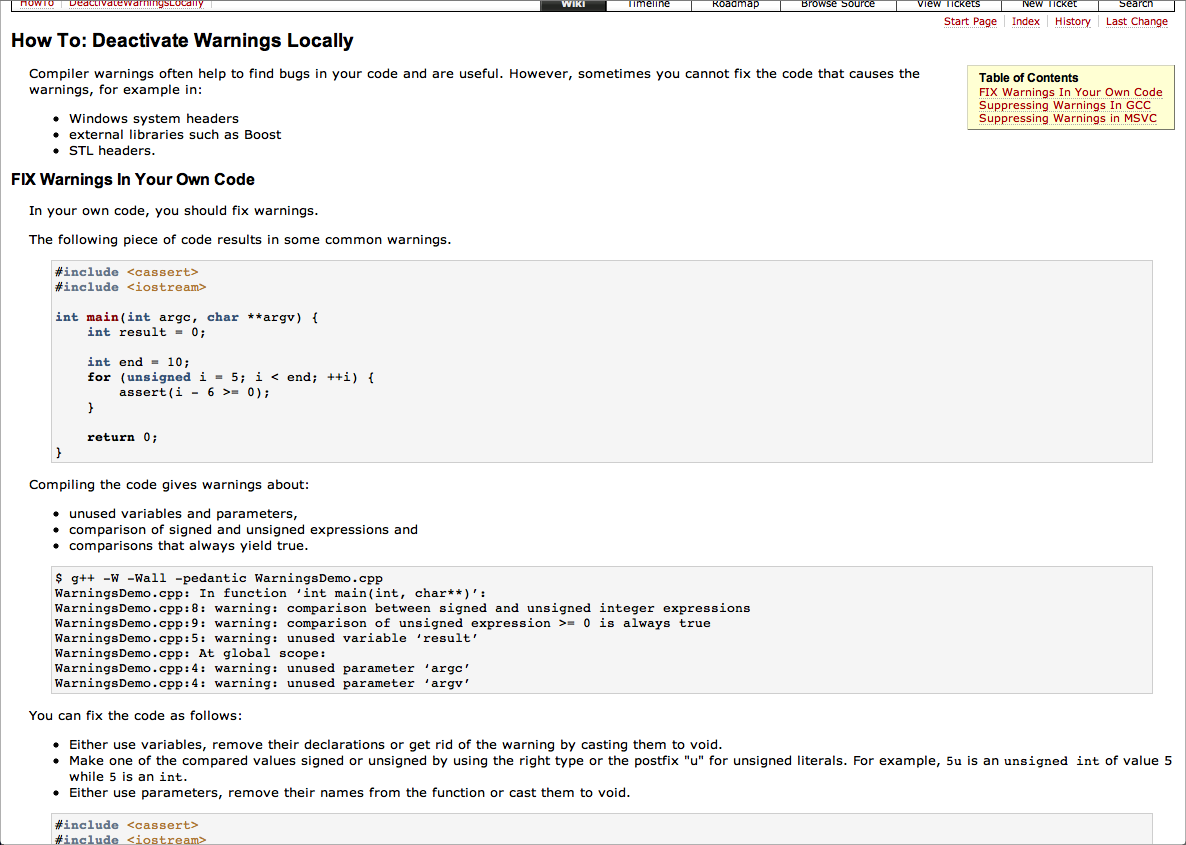 HowTo DeactivateWarningsLocally
Wiki Timeline Roadmap Browse Source View Tickets New Ticket Search
Start Page Index History Last Change
How To: Deactivate Warnings Locally
Compiler warnings often help to find bugs in your code and are useful. However, sometimes you cannot fix the code that causes the
warnings, for example in:
Table of Contents
FIX Warnings In Your Own Code
Suppressing Warnings In GCC
Suppressing Warnings in MSVC
• Windows system headers
• external libraries such as Boost
• STL headers.
FIX Warnings In Your Own Code
In your own code, you should fix warnings.
The following piece of code results in some common warnings.
#include <cassert>
#include <iostream>
int main(int argc, char **argv) {
int result = 0;
int end = 10;
for (unsigned i = 5; i < end; ++i) {
assert(i - 6 >= 0);
}
return 0;
}
Compiling the code gives warnings about:
• unused variables and parameters,
• comparison of signed and unsigned expressions and
• comparisons that always yield true.
$ g++ -W -Wall -pedantic WarningsDemo.cpp
WarningsDemo.cpp: In function ‘int main(int, char**)’:
WarningsDemo.cpp:8: warning: comparison between signed and unsigned integer expressions
WarningsDemo.cpp:9: warning: comparison of unsigned expression >= 0 is always true
WarningsDemo.cpp:5: warning: unused variable ‘result’
WarningsDemo.cpp: At global scope:
WarningsDemo.cpp:4: warning: unused parameter ‘argc’
WarningsDemo.cpp:4: warning: unused parameter ‘argv’
You can fix the code as follows:
• Either use variables, remove their declarations or get rid of the warning by casting them to void.
• Make one of the compared values signed or unsigned by using the right type or the postfix "u" for unsigned literals. For example, 5u is an unsigned int of value 5
while 5 is an int.
• Either use parameters, remove their names from the function or cast them to void.
#include <cassert>
#include <iostream>